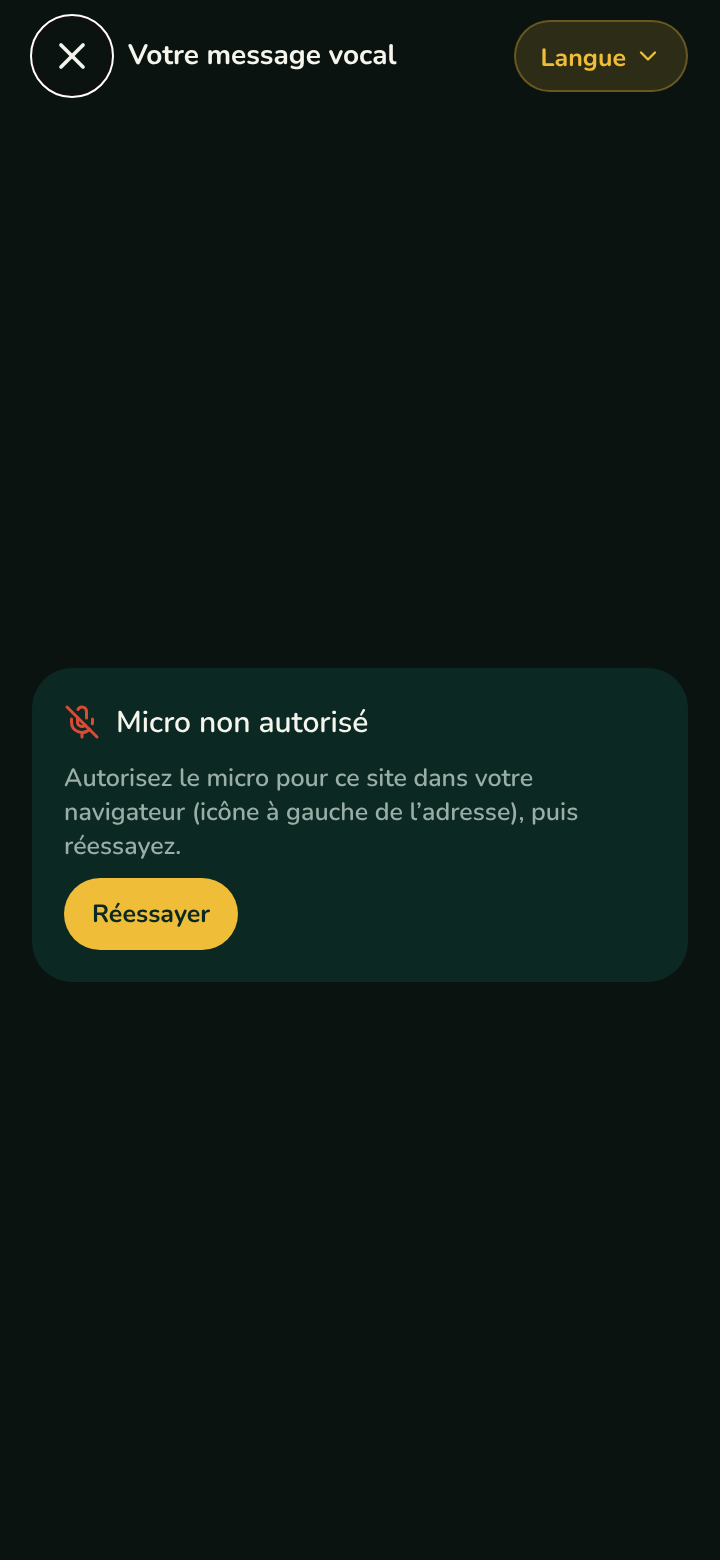 Votre message vocal
Langue
Micro non autorisé
Autorisez le micro pour ce site dans votre
navigateur (icône à gauche de l’adresse), puis
réessayez.
Réessayer